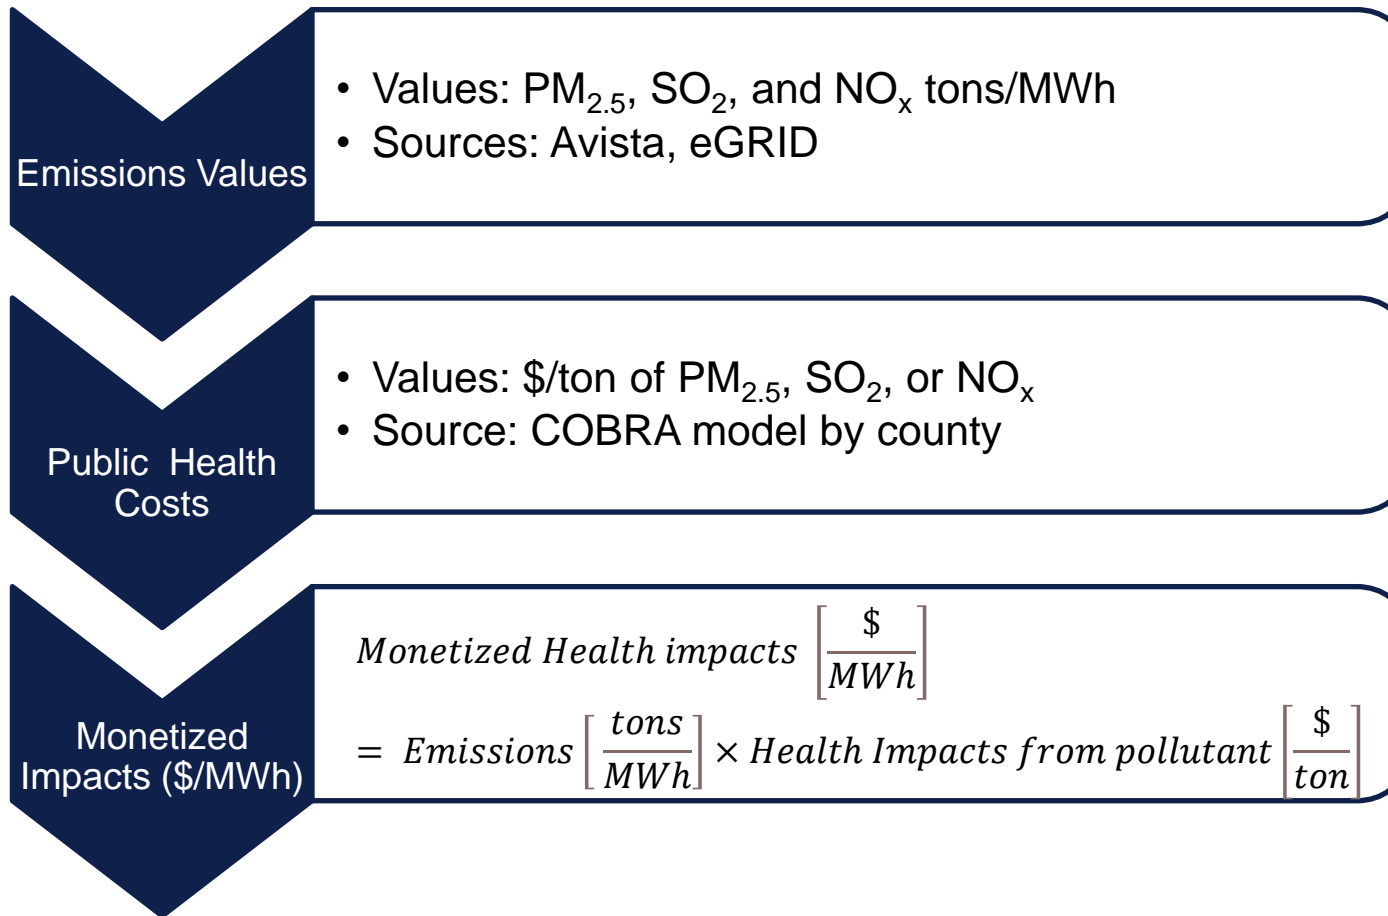 Emissions Values
• Values: PM₂.₅, SO₂, and NOₓ tons/MWh
• Sources: Avista, eGRID
Public Health
Costs
• Values: $/ton of PM₂.₅, SO₂, or NOₓ
• Source: COBRA model by county
Monetized
Impacts ($/MWh)
Monetized Health impacts [$/MWh]
= Emissions [tons/MWh] × Health Impacts from pollutant [$/ton]